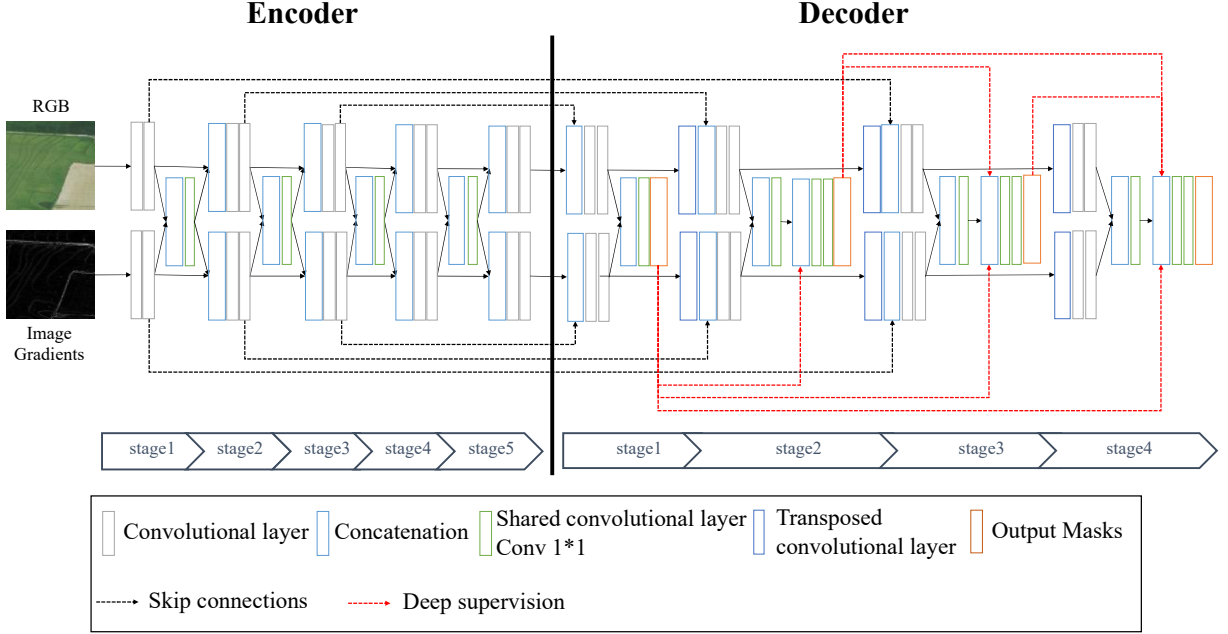 Encoder
Decoder
RGB
Image
Gradients
stage1
stage2
stage3
stage4
stage5
stage1
stage2
stage3
stage4
Convolutional layer
Concatenation
Shared convolutional layer
Conv 1*1
Transposed
convolutional layer
Output Masks
Skip connections
Deep supervision